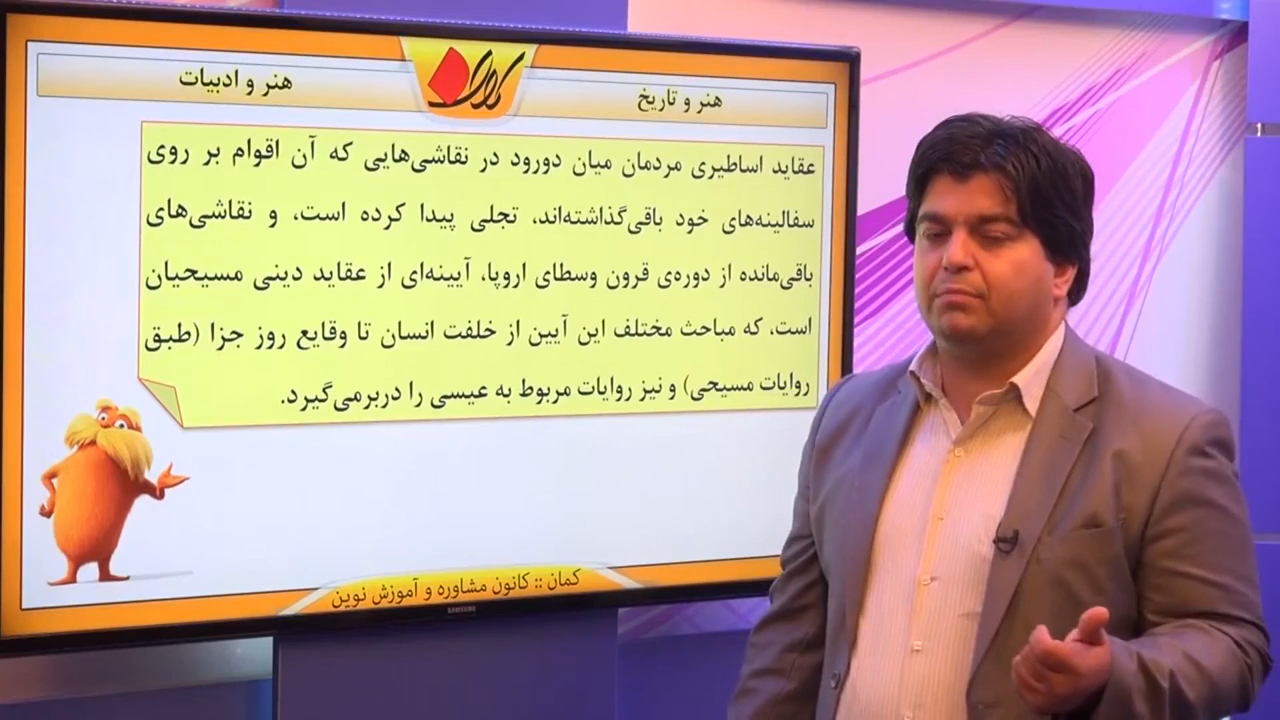 هنر و تاریخ
هنر و ادبیات
عقاید اساطیری مردمان میان دورود در نقاشی‌هایی که آن اقوام بر روی
سفالینه‌های خود باقی‌گذاشته‌اند، تجلی پیدا کرده است، و نقاشی‌های
باقی‌مانده از دوره‌ی قرون وسطای اروپا، آیینه‌ای از عقاید دینی مسیحیان
است، که مباحث مختلف این آیین از خلفت انسان تا وقایع روز جزا (طبق
روایات مسیحی) و نیز روایات مربوط به عیسی را دربرمی‌گیرد.
کمان :: کانون مشاوره و آموزش نوین
SAMSUNG